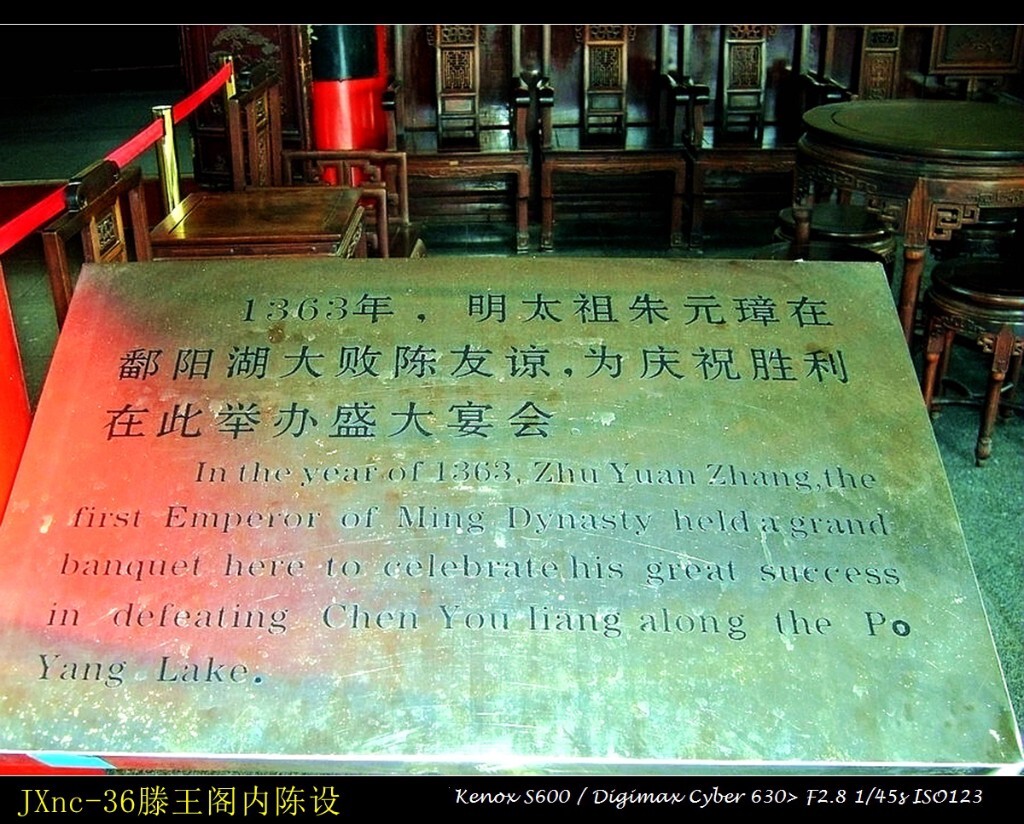 1363年，明太祖朱元璋在
鄱阳湖大败陈友谅,为庆祝胜利
在此举办盛大宴会
In the year of 1363, Zhu Yuan Zhang,the
first Emperor of Ming Dynasty held a grand
banquet here to celebrate his great success
in defeating Chen You liang along the Po
Yang Lake.
JXnc-36滕王阁内陈设
Kenox S600 / Digimax Cyber 630> F2.8 1/45s ISO123